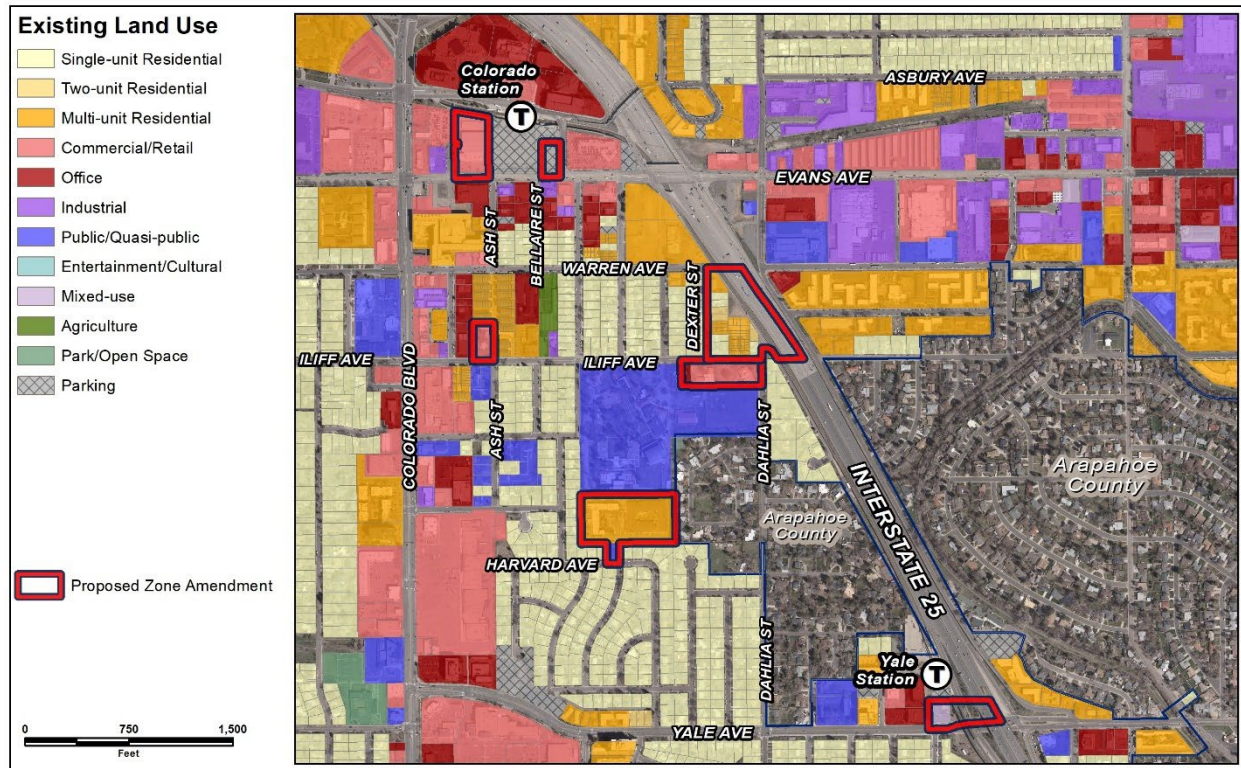 Existing Land Use
Single-unit Residential
Two-unit Residential
Multi-unit Residential
Commercial/Retail
Office
Industrial
Public/Quasi-public
Entertainment/Cultural
Mixed-use
Agriculture
Park/Open Space
Parking
Proposed Zone Amendment
0 750 1,500
Feet
Colorado
Station
T
ASBURY AVE
EVANS AVE
ASH ST
BELLAIRE ST
WARREN AVE
DEXTER ST
ILIFF AVE
COLORADO BLVD
ILIFF AVE
ASH ST
DAHLIA ST
INTERSTATE 25
Arapahoe
County
Arapahoe
County
HARVARD AVE
DAHLIA ST
Yale
Station
T
YALE AVE